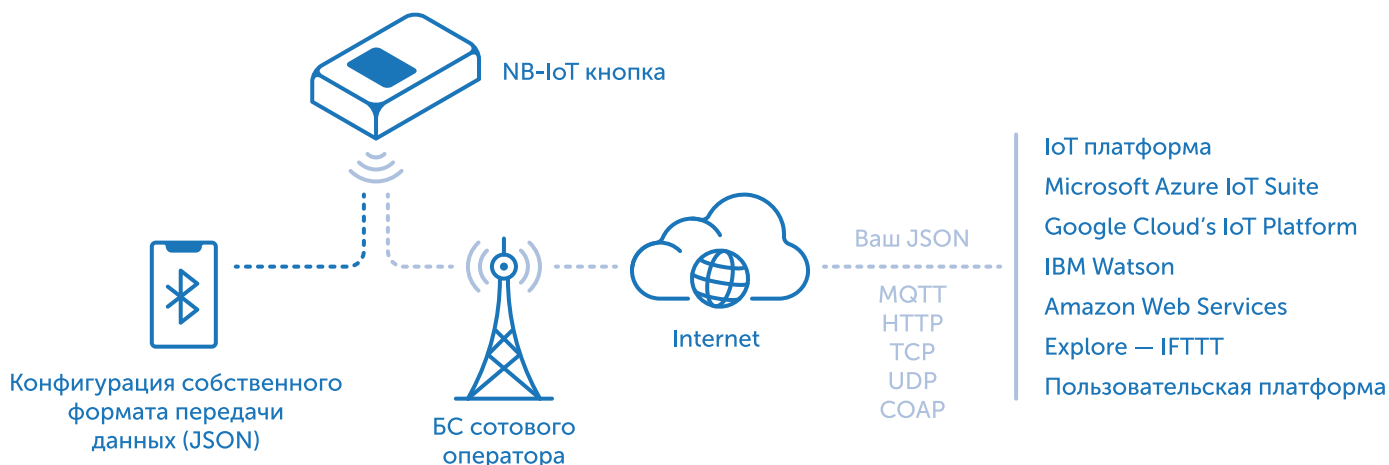 NB-IoT кнопка
Конфигурация собственного
формата передачи
данных (JSON)
БС сотового
оператора
Internet
Ваш JSON
MQTT
HTTP
TCP
UDP
COAP
IoT платформа
Microsoft Azure IoT Suite
Google Cloud's IoT Platform
IBM Watson
Amazon Web Services
Explore — IFTTT
Пользовательская платформа